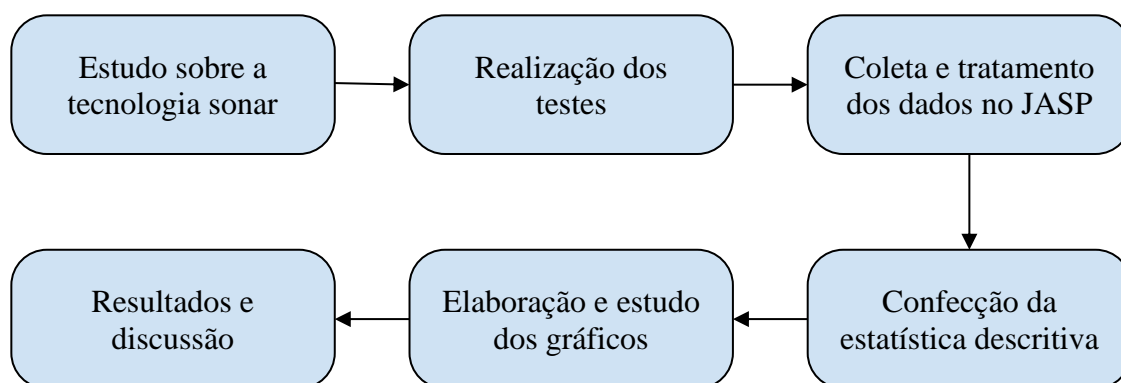 Estudo sobre a
tecnologia sonar
Realização dos
testes
Coleta e tratamento
dos dados no JASP
Confecção da
estatística descritiva
Elaboração e estudo
dos gráficos
Resultados e
discussão